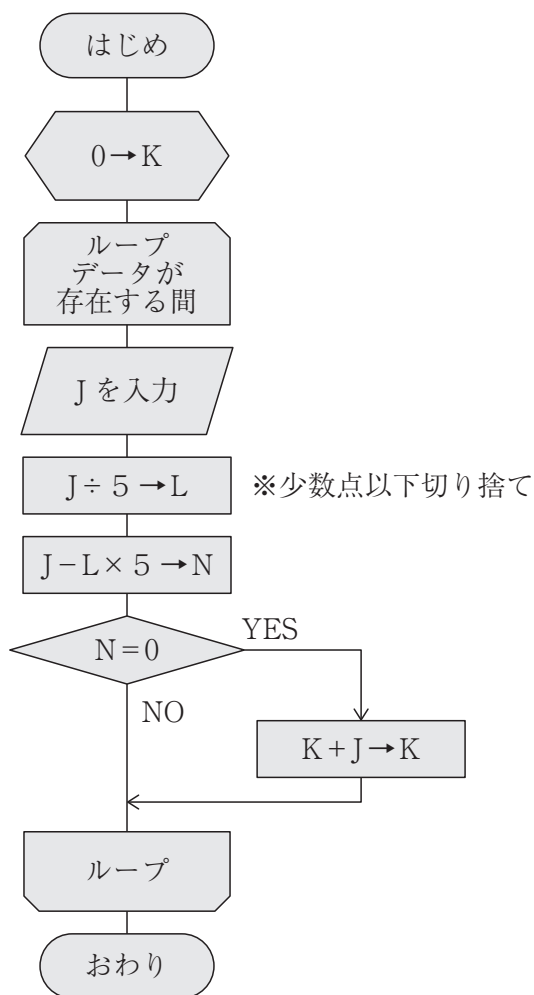 はじめ
0→K
ループ
データが
存在する間
Jを入力
J÷5→L
※少数点以下切り捨て
J−L×5→N
N=0
YES
NO
K+J→K
ループ
おわり